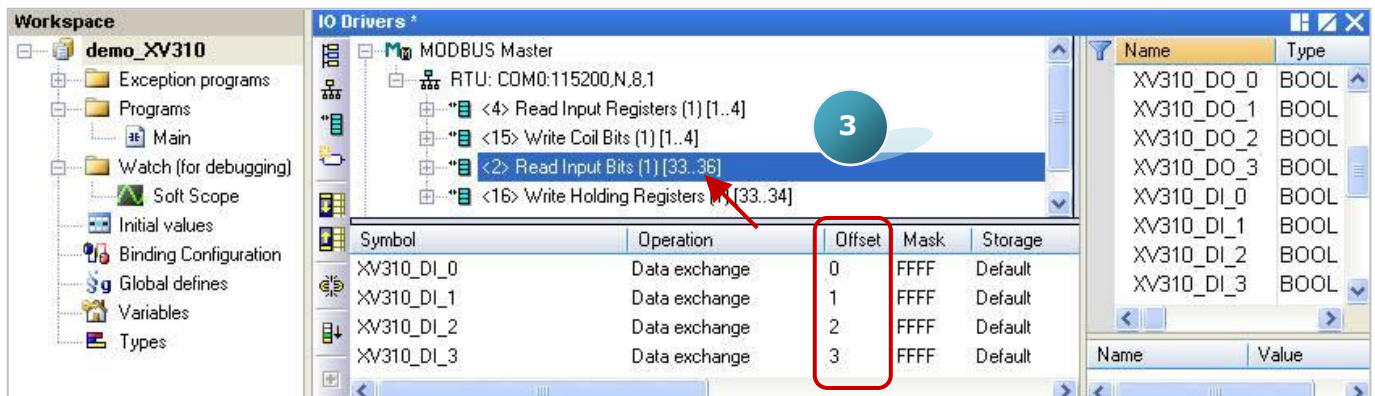 Workspace
demo_XV310
Exception programs
Programs
Main
Watch (for debugging)
Soft Scope
Initial values
Binding Configuration
Global defines
Variables
Types
IO Drivers *
MODBUS Master
RTU: COM0:115200,N,8,1
<4> Read Input Registers (1) [1..4]
<15> Write Coil Bits (1) [1..4]
<2> Read Input Bits (1) [33..36]
<16> Write Holding Registers (1) [33..34]
3
Symbol Operation Offset Mask Storage
XV310_DI_0 Data exchange 0 FFFF Default
XV310_DI_1 Data exchange 1 FFFF Default
XV310_DI_2 Data exchange 2 FFFF Default
XV310_DI_3 Data exchange 3 FFFF Default
Name Type
XV310_DO_0 BOOL
XV310_DO_1 BOOL
XV310_DO_2 BOOL
XV310_DO_3 BOOL
XV310_DI_0 BOOL
XV310_DI_1 BOOL
XV310_DI_2 BOOL
XV310_DI_3 BOOL
Name Value